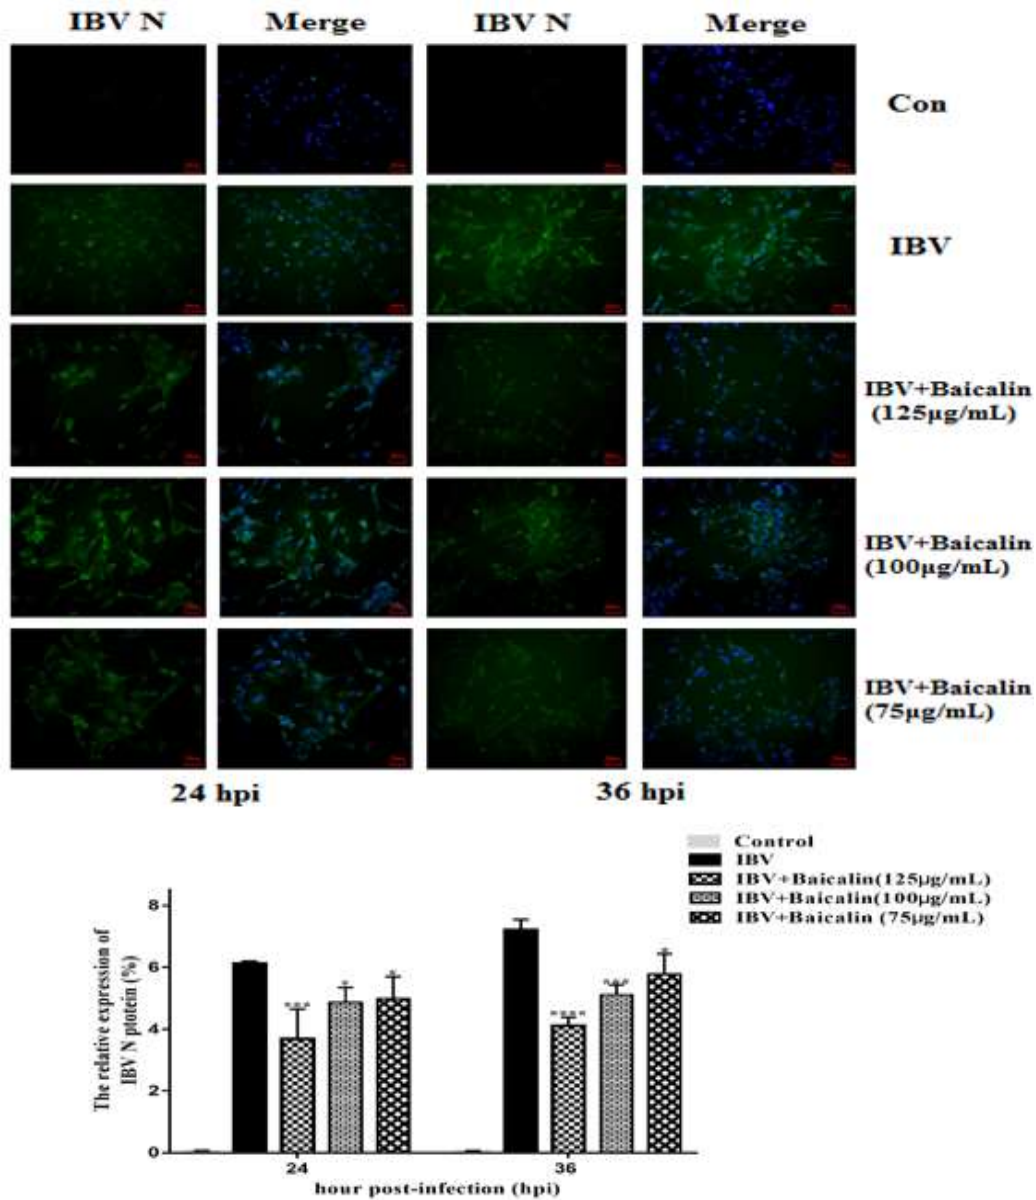 IBV N Merge IBV N Merge
Con
IBV
IBV+Baicalin
(125µg/mL)
IBV+Baicalin
(100µg/mL)
IBV+Baicalin
(75µg/mL)
24 hpi 36 hpi
Control
IBV
IBV+Baicalin(125µg/mL)
IBV+Baicalin(100µg/mL)
IBV+Baicalin (75µg/mL)
The relative expression of
IBV N ptotein (%)
8
6
4
2
0
*** * * **** *** *
24 36
hour post-infection (hpi)